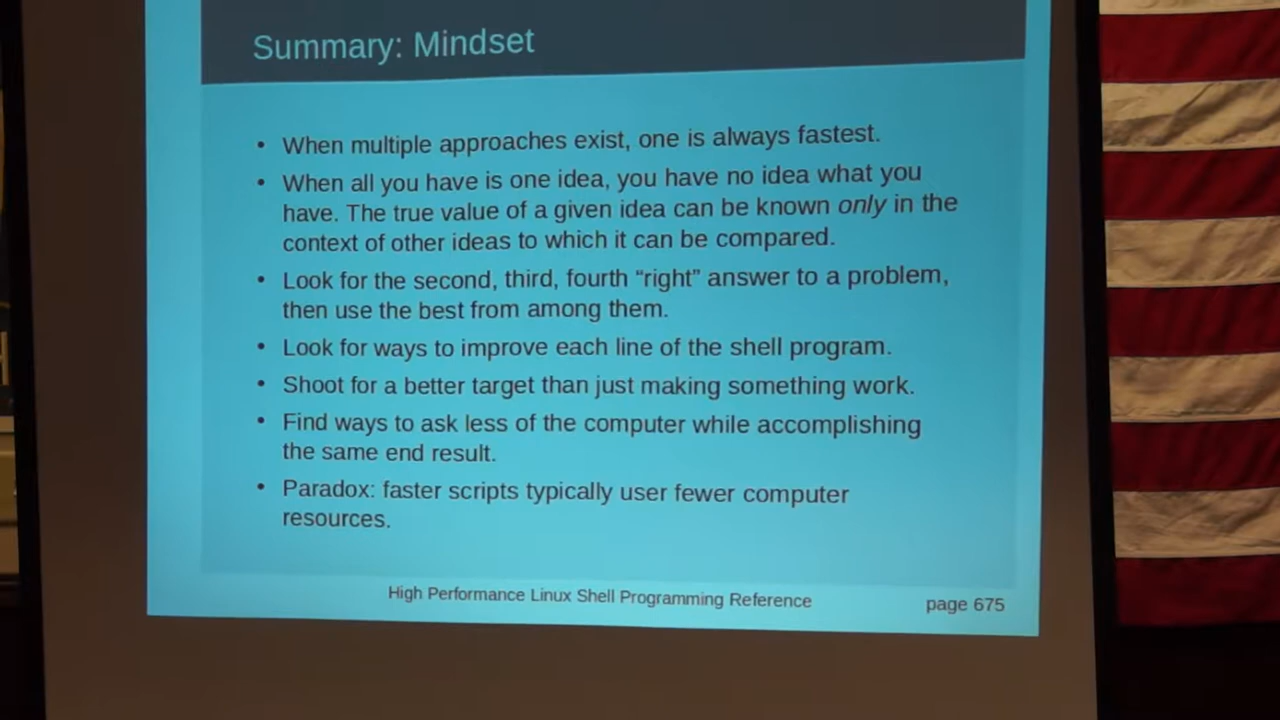 Summary: Mindset
• When multiple approaches exist, one is always fastest.
• When all you have is one idea, you have no idea what you
have. The true value of a given idea can be known only in the
context of other ideas to which it can be compared.
• Look for the second, third, fourth “right” answer to a problem,
then use the best from among them.
• Look for ways to improve each line of the shell program.
• Shoot for a better target than just making something work.
• Find ways to ask less of the computer while accomplishing
the same end result.
• Paradox: faster scripts typically user fewer computer
resources.
High Performance Linux Shell Programming Reference
page 675